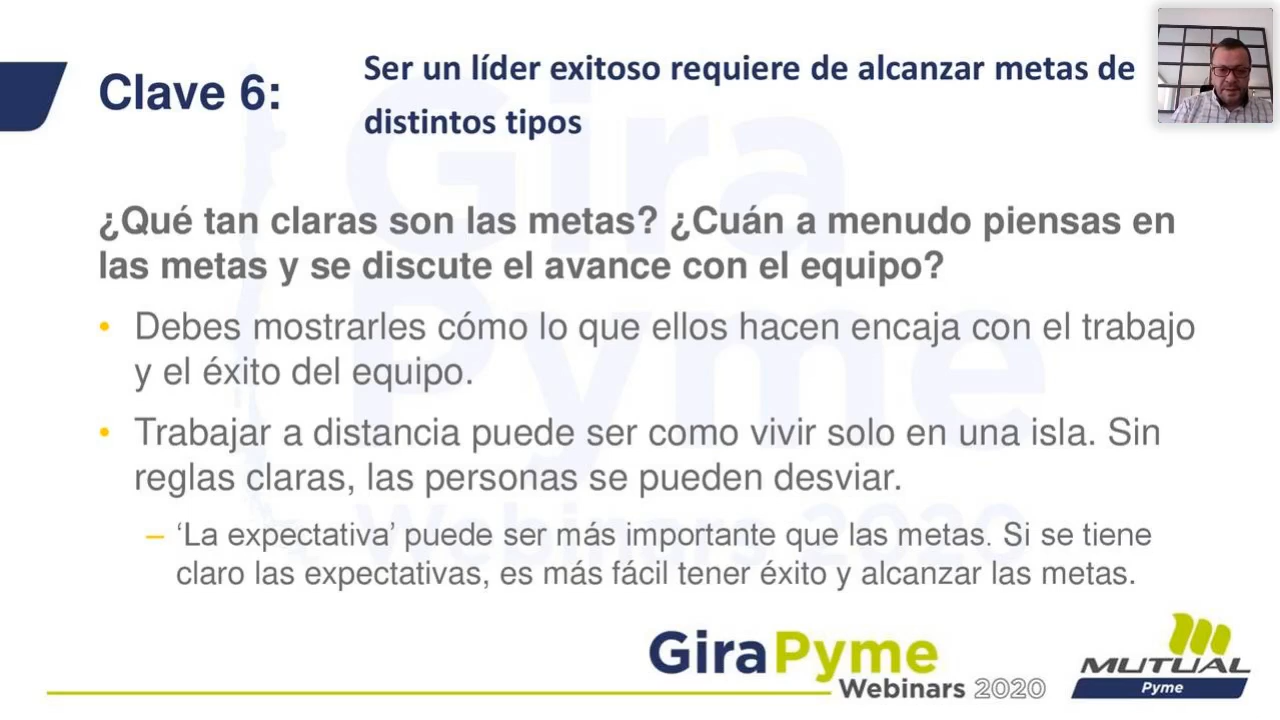 Clave 6:
Ser un líder exitoso requiere de alcanzar metas de
distintos tipos
¿Qué tan claras son las metas? ¿Cuán a menudo piensas en
las metas y se discute el avance con el equipo?
• Debes mostrarles cómo lo que ellos hacen encaja con el trabajo
y el éxito del equipo.
• Trabajar a distancia puede ser como vivir solo en una isla. Sin
reglas claras, las personas se pueden desviar.
– ‘La expectativa’ puede ser más importante que las metas. Si se tiene
claro las expectativas, es más fácil tener éxito y alcanzar las metas.
Gira Pyme
Webinars 2020
GiraPyme
Webinars 2020
MUTUAL
Pyme